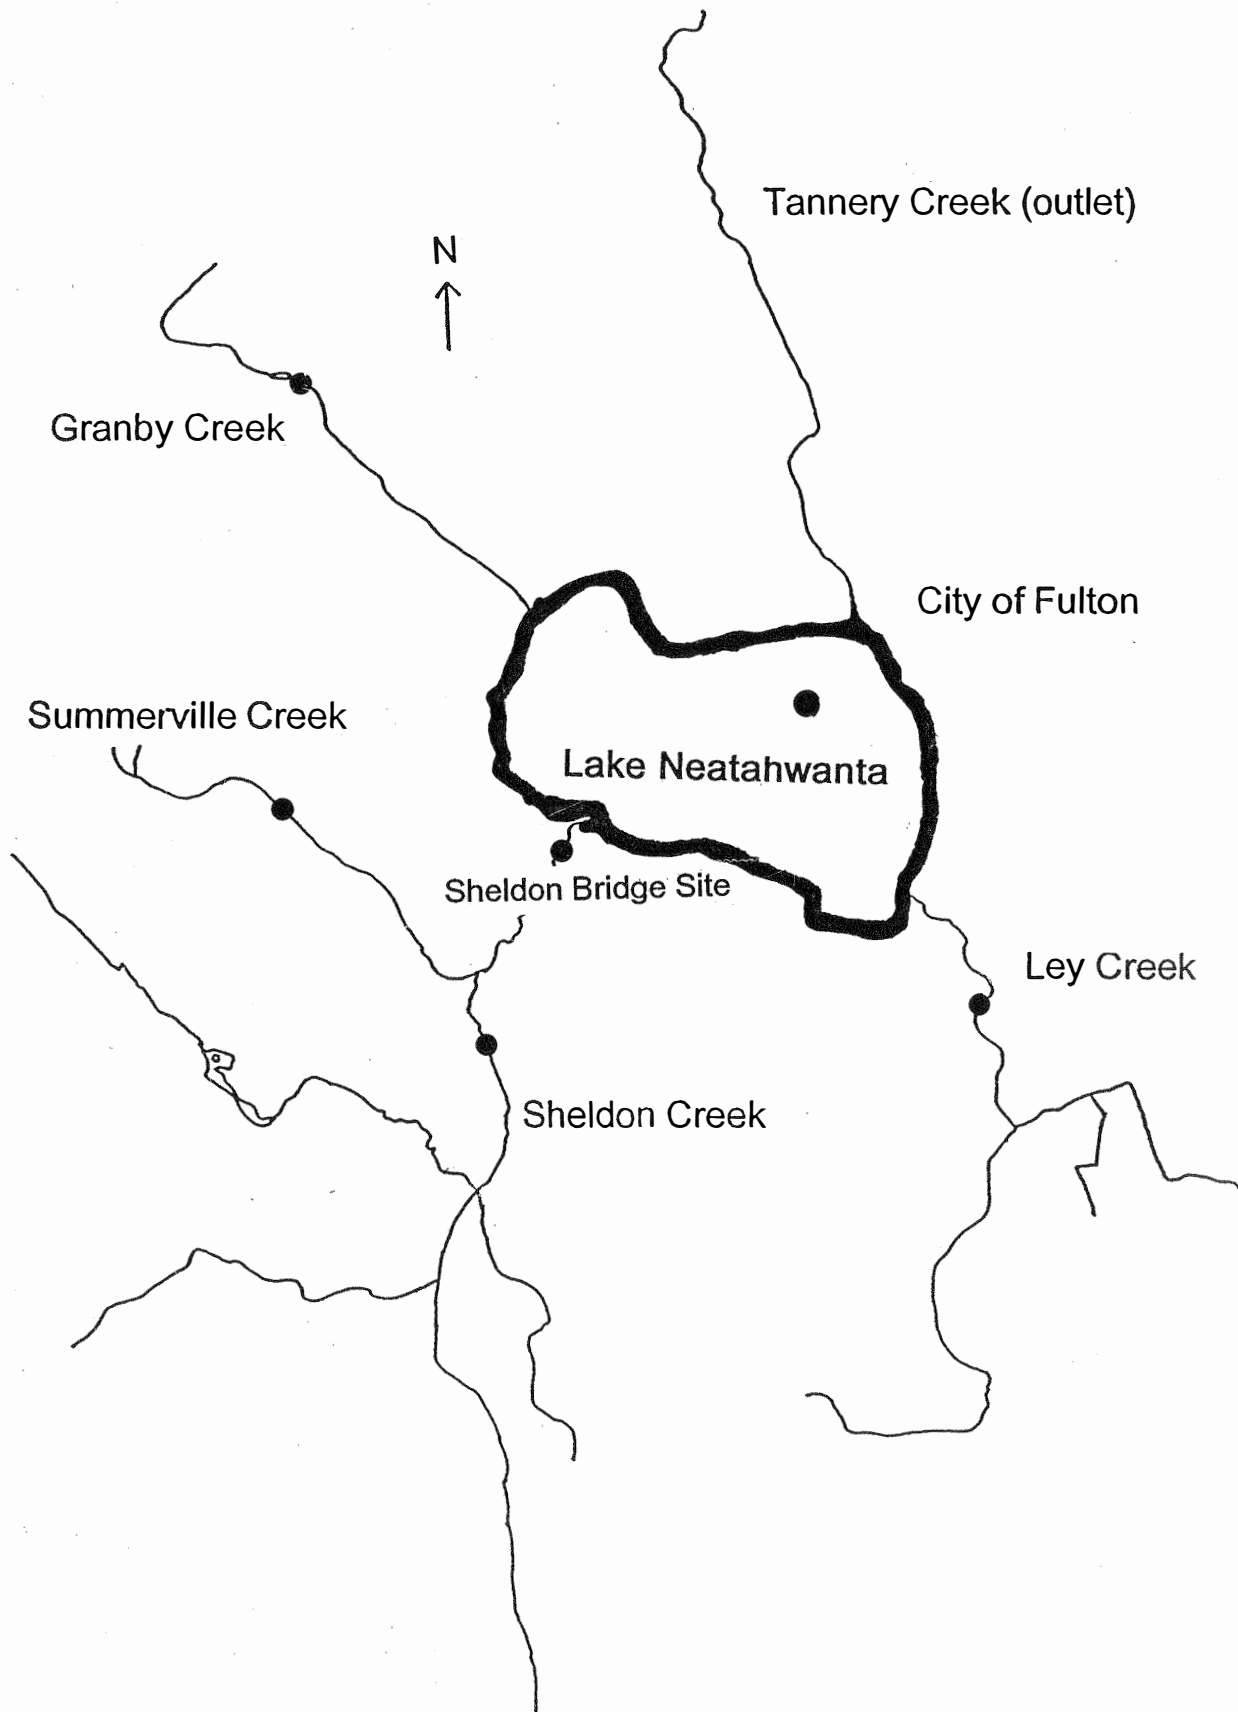 Tannery Creek (outlet)
N
Granby Creek
City of Fulton
Summerville Creek
Lake Neatahwanta
Sheldon Bridge Site
Ley Creek
Sheldon Creek